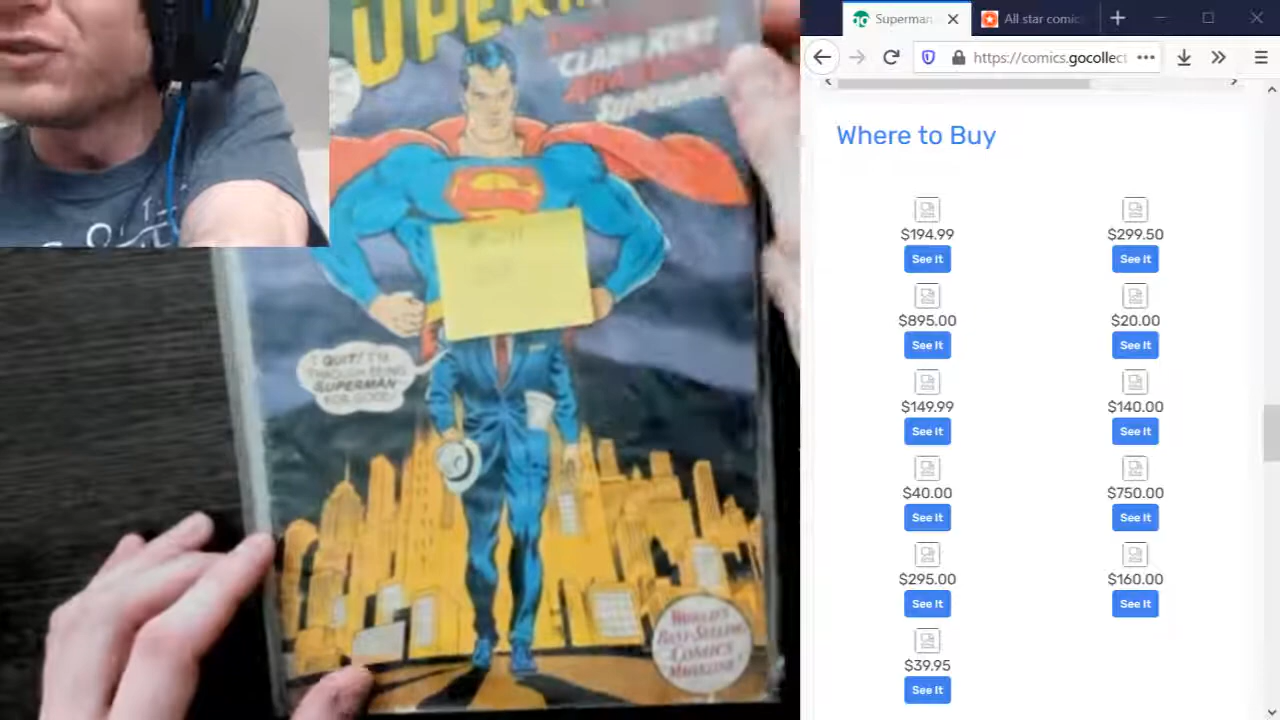 UPERM
CLARK KENT
SUPERMAN
I QUIT! I'M
THROUGH BEING
SUPERMAN
FOR GOOD!
WORLD'S
BEST-SELLING
COMICS
MAGAZINE!
Superman
All star comic
https://comics.gocollect
Where to Buy
$194.99 $299.50
See It See It
$895.00 $20.00
See It See It
$149.99 $140.00
See It See It
$40.00 $750.00
See It See It
$295.00 $160.00
See It See It
$39.95
See It